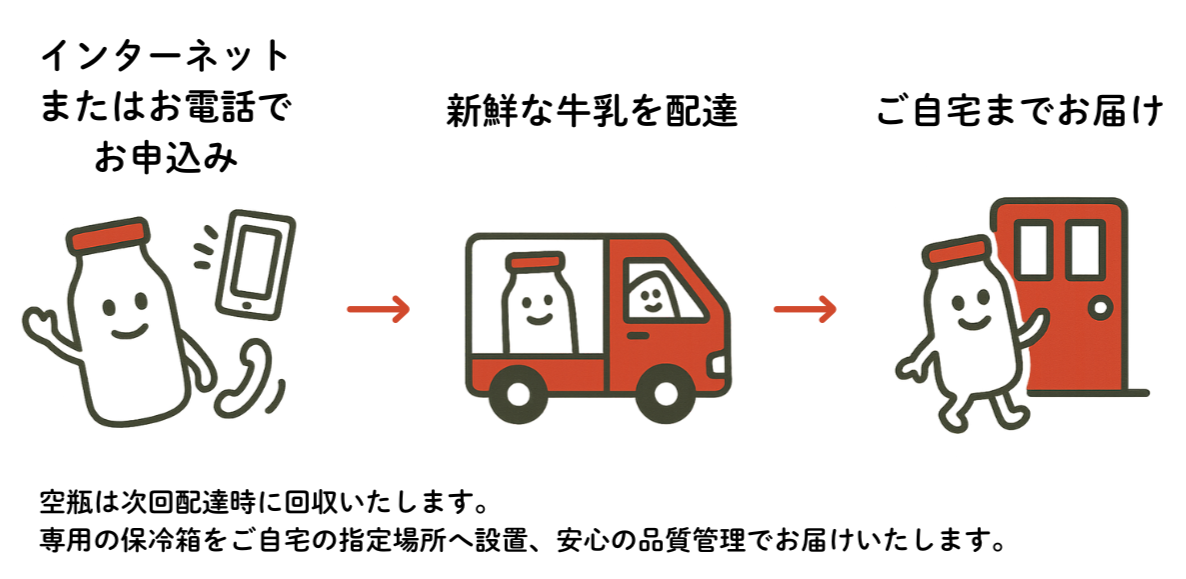 インターネット
またはお電話で
お申込み
新鮮な牛乳を配達
ご自宅までお届け
空瓶は次回配達時に回収いたします。
専用の保冷箱をご自宅の指定場所へ設置、安心の品質管理でお届けいたします。